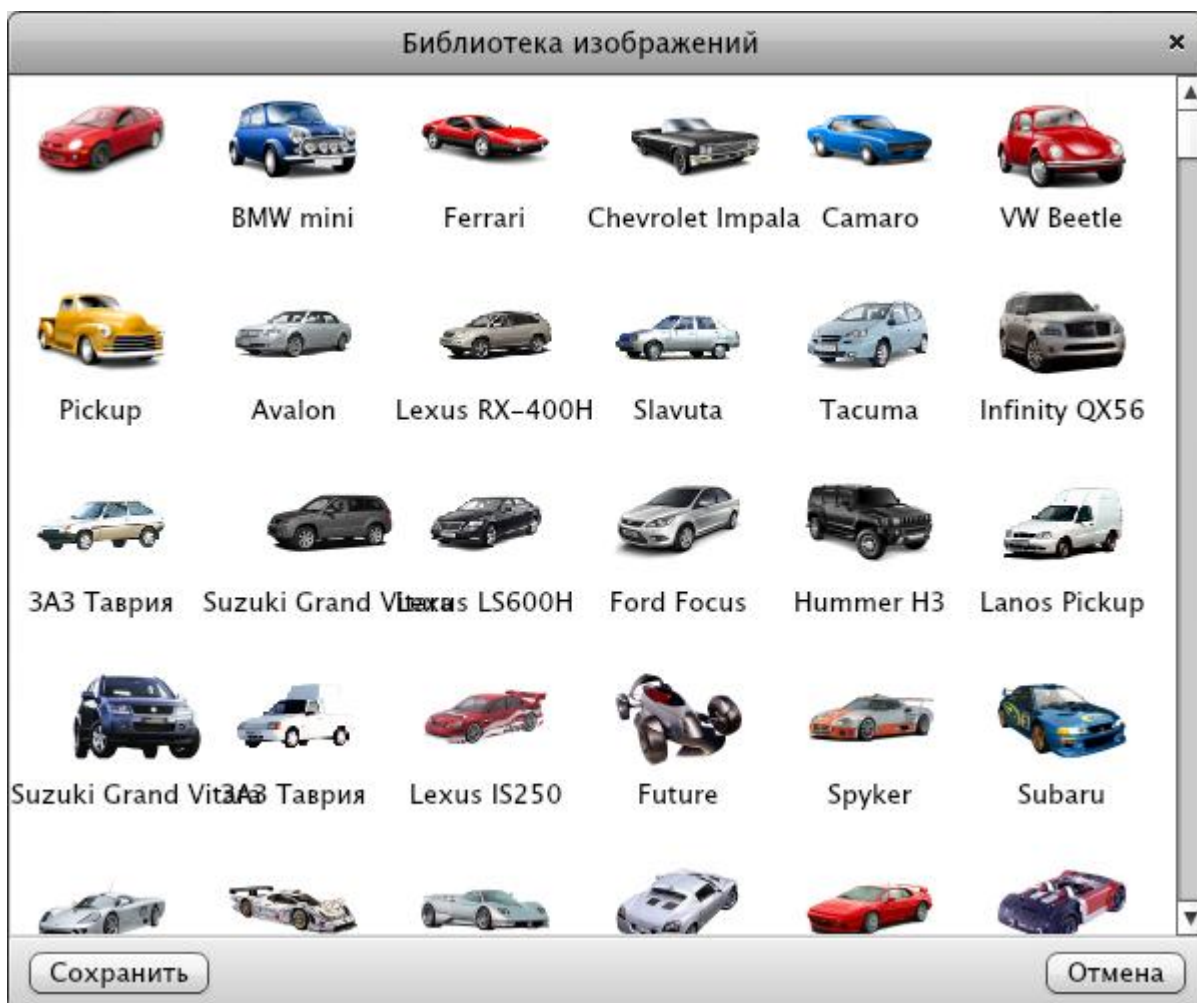 Библиотека изображений ×
BMW mini Ferrari Chevrolet Impala Camaro VW Beetle
Pickup Avalon Lexus RX-400H Slavuta Tacuma Infinity QX56
ЗАЗ Таврия Suzuki Grand Vitara Lexus LS600H Ford Focus Hummer H3 Lanos Pickup
Suzuki Grand Vitara ЗАЗ Таврия Lexus IS250 Future Spyker Subaru
Сохранить Отмена